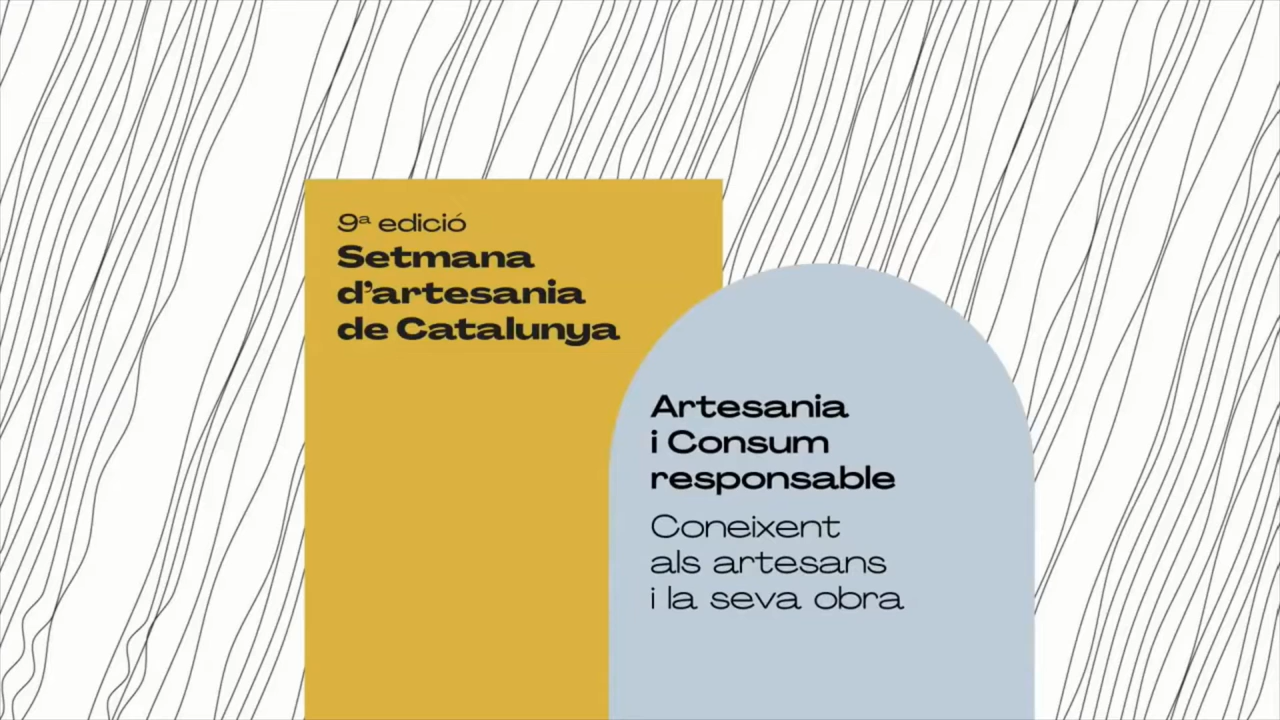 9ª edició
Setmana
d'artesania
de Catalunya
Artesania
i Consum
responsable
Coneixent
als artesans
i la seva obra